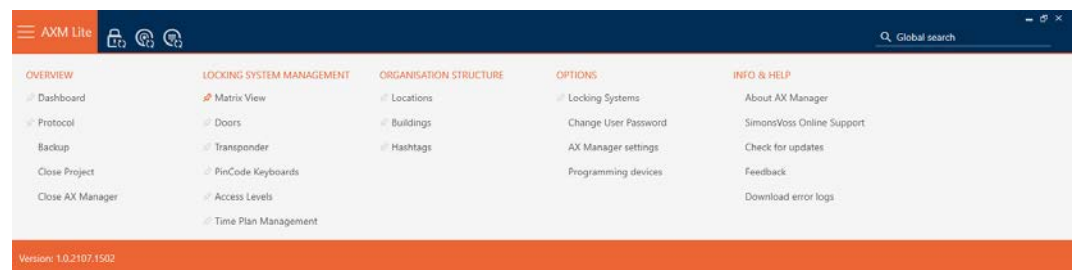 AXM Lite
Global search
OVERVIEW
Dashboard
Protocol
Backup
Close Project
Close AX Manager
LOCKING SYSTEM MANAGEMENT
Matrix View
Doors
Transponder
PinCode Keyboards
Access Levels
Time Plan Management
ORGANISATION STRUCTURE
Locations
Buildings
Hashtags
OPTIONS
Locking Systems
Change User Password
AX Manager settings
Programming devices
INFO & HELP
About AX Manager
SimonsVoss Online Support
Check for updates
Feedback
Download error logs
Version: 1.0.2107.1502